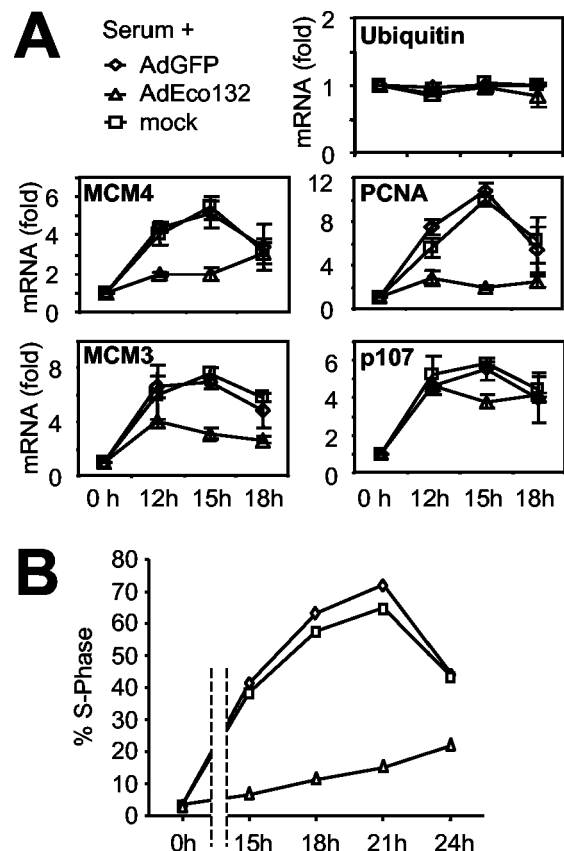 A
Serum +
AdGFP
AdEco132
mock
Ubiquitin
mRNA (fold)
2
1
0
MCM4
mRNA (fold)
6
4
2
0
PCNA
12
8
4
0
MCM3
mRNA (fold)
8
4
0
0 h 12h 15h 18h
p107
6
4
2
0
0 h 12h 15h 18h
B
% S-Phase
80
70
60
50
40
30
20
10
0
0h 15h 18h 21h 24h